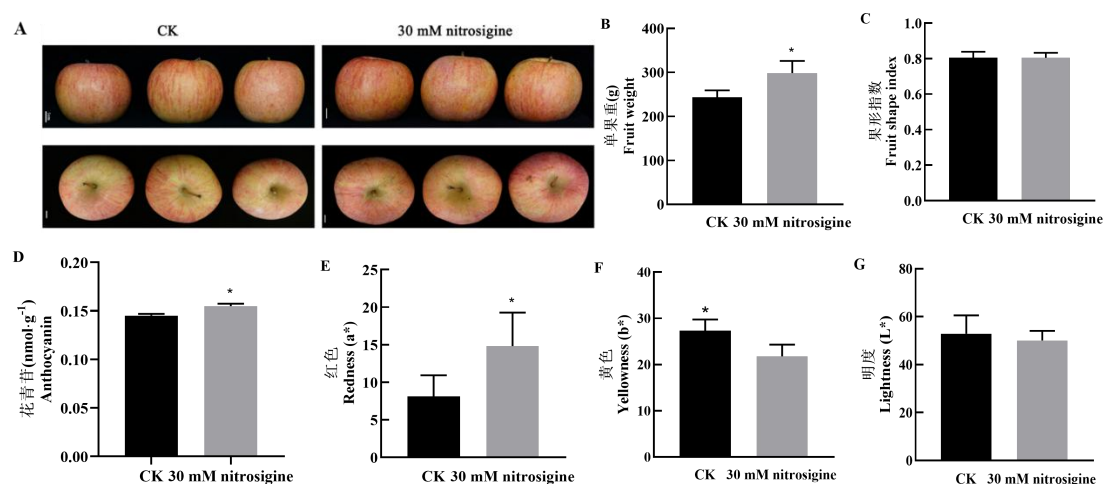 A
CK
30 mM nitrosigine
B
400
300
200
100
0
单果重(g)
Fruit weight
*
CK 30 mM nitrosigine
C
1.0
0.8
0.6
0.4
0.2
0.0
果形指数
Fruit shape index
CK 30 mM nitrosigine
D
0.20
0.15
0.10
0.05
0.00
花青苷(nmol·g⁻¹)
Anthocyanin
*
CK 30 mM nitrosigine
E
25
20
15
10
5
0
红色
Redness (a*)
*
CK 30 mM nitrosigine
F
40
30
20
10
0
黄色
Yellowness (b*)
*
CK 30 mM nitrosigine
G
80
60
40
20
0
明度
Lightness (L*)
CK 30 mM nitrosigine